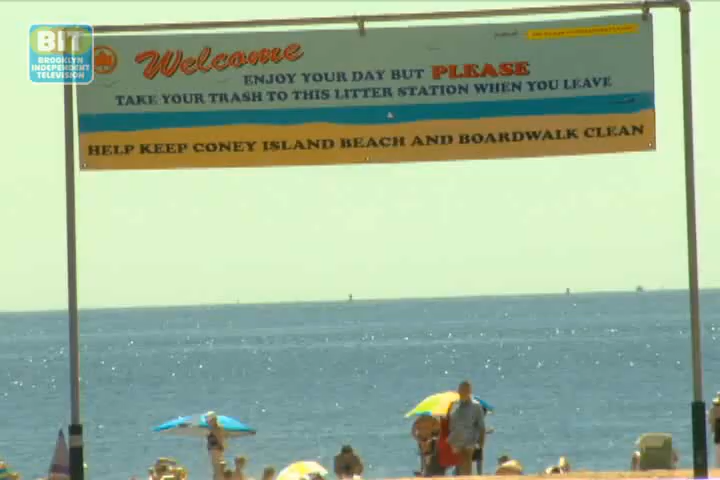 BIT
BROOKLYN
INDEPENDENT
TELEVISION
Welcome
ENJOY YOUR DAY BUT PLEASE
TAKE YOUR TRASH TO THIS LITTER STATION WHEN YOU LEAVE
HELP KEEP CONEY ISLAND BEACH AND BOARDWALK CLEAN